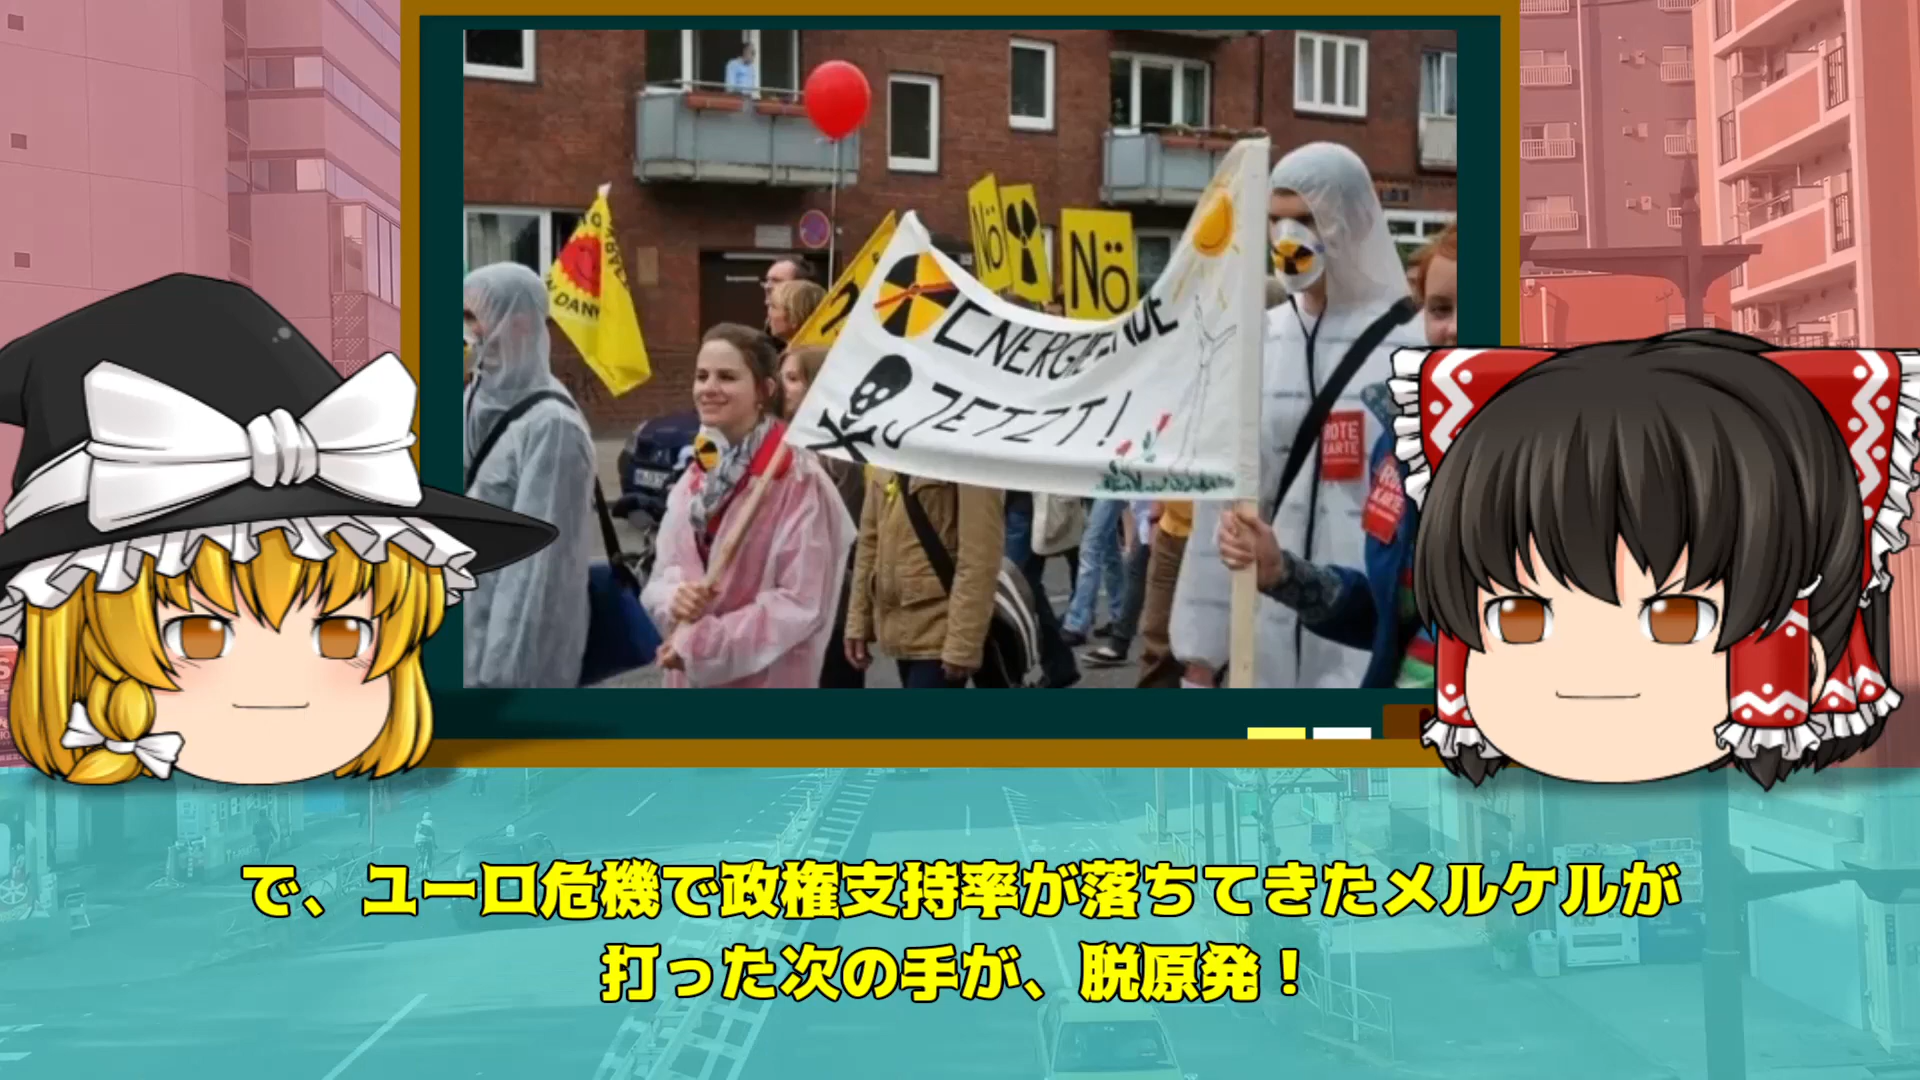 Nö
Nö
ENERGIEWENDE
JETZT!
ROTE
KARTE
で、ユーロ危機で政権支持率が落ちてきたメルケルが
打った次の手が、脱原発！